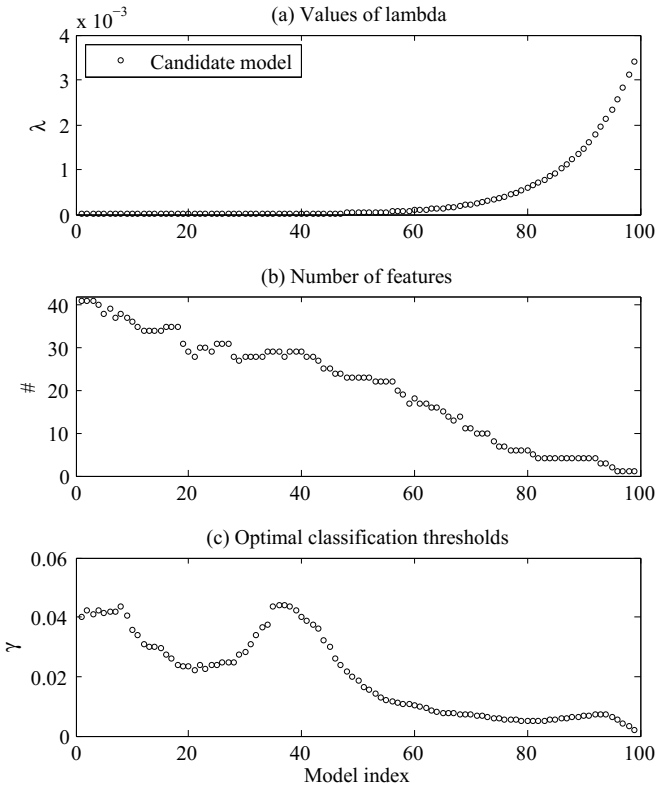 (a) Values of lambda
x 10⁻³
4
3
2
1
0
λ
Candidate model
0 20 40 60 80 100
(b) Number of features
40
30
20
10
0
#
0 20 40 60 80 100
(c) Optimal classification thresholds
0.06
0.04
0.02
0
γ
0 20 40 60 80 100
Model index